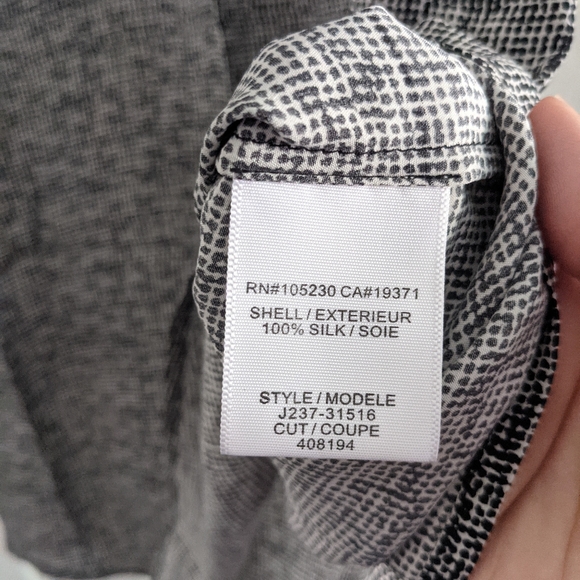 RN#105230 CA#19371
SHELL / EXTERIEUR
100% SILK / SOIE
STYLE / MODELE
J237-31516
CUT / COUPE
408194